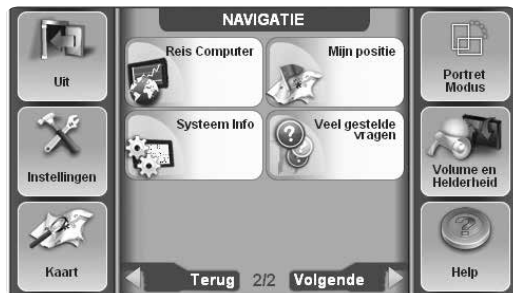 NAVIGATIE
Uit
Reis Computer
Mijn positie
Portret
Modus
Instellingen
Systeem Info
Veel gestelde
vragen
Volume en
Helderheid
Kaart
Terug 2/2 Volgende
Help